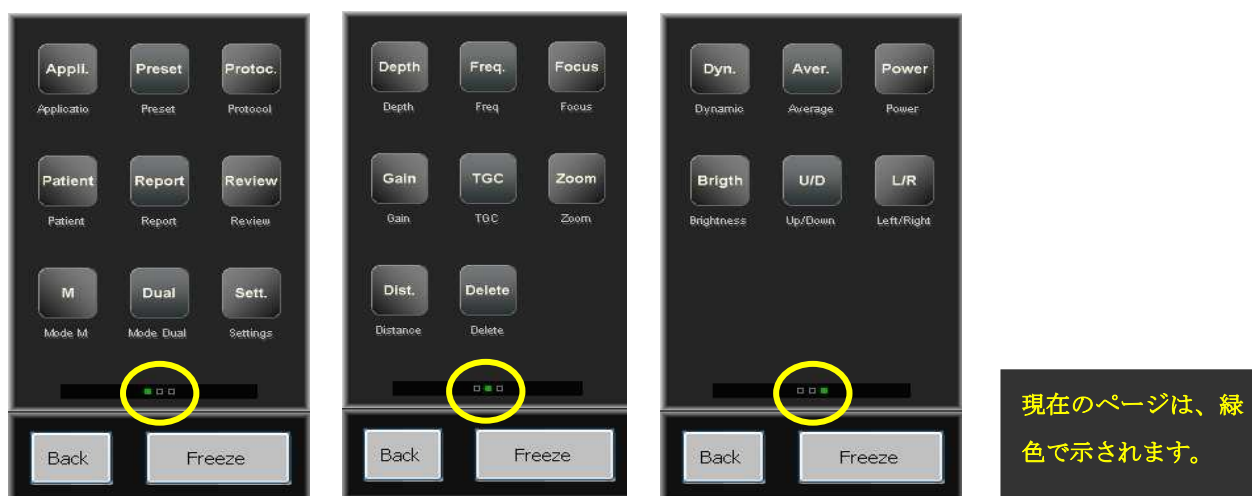 Appli. Preset Protoc.
Applicatio Preset Protocol
Patient Report Review
Patient Report Review
M Dual Sett.
Mode M Mode Dual Settings
Back Freeze
Depth Freq. Focus
Depth Freq Focus
Gain TGC Zoom
Gain TGC Zoom
Dist. Delete
Distance Delete
Back Freeze
Dyn. Aver. Power
Dynamic Average Power
Brigth U/D L/R
Brightness Up/Down Left/Right
Back Freeze
現在のページは、緑
色で示されます。